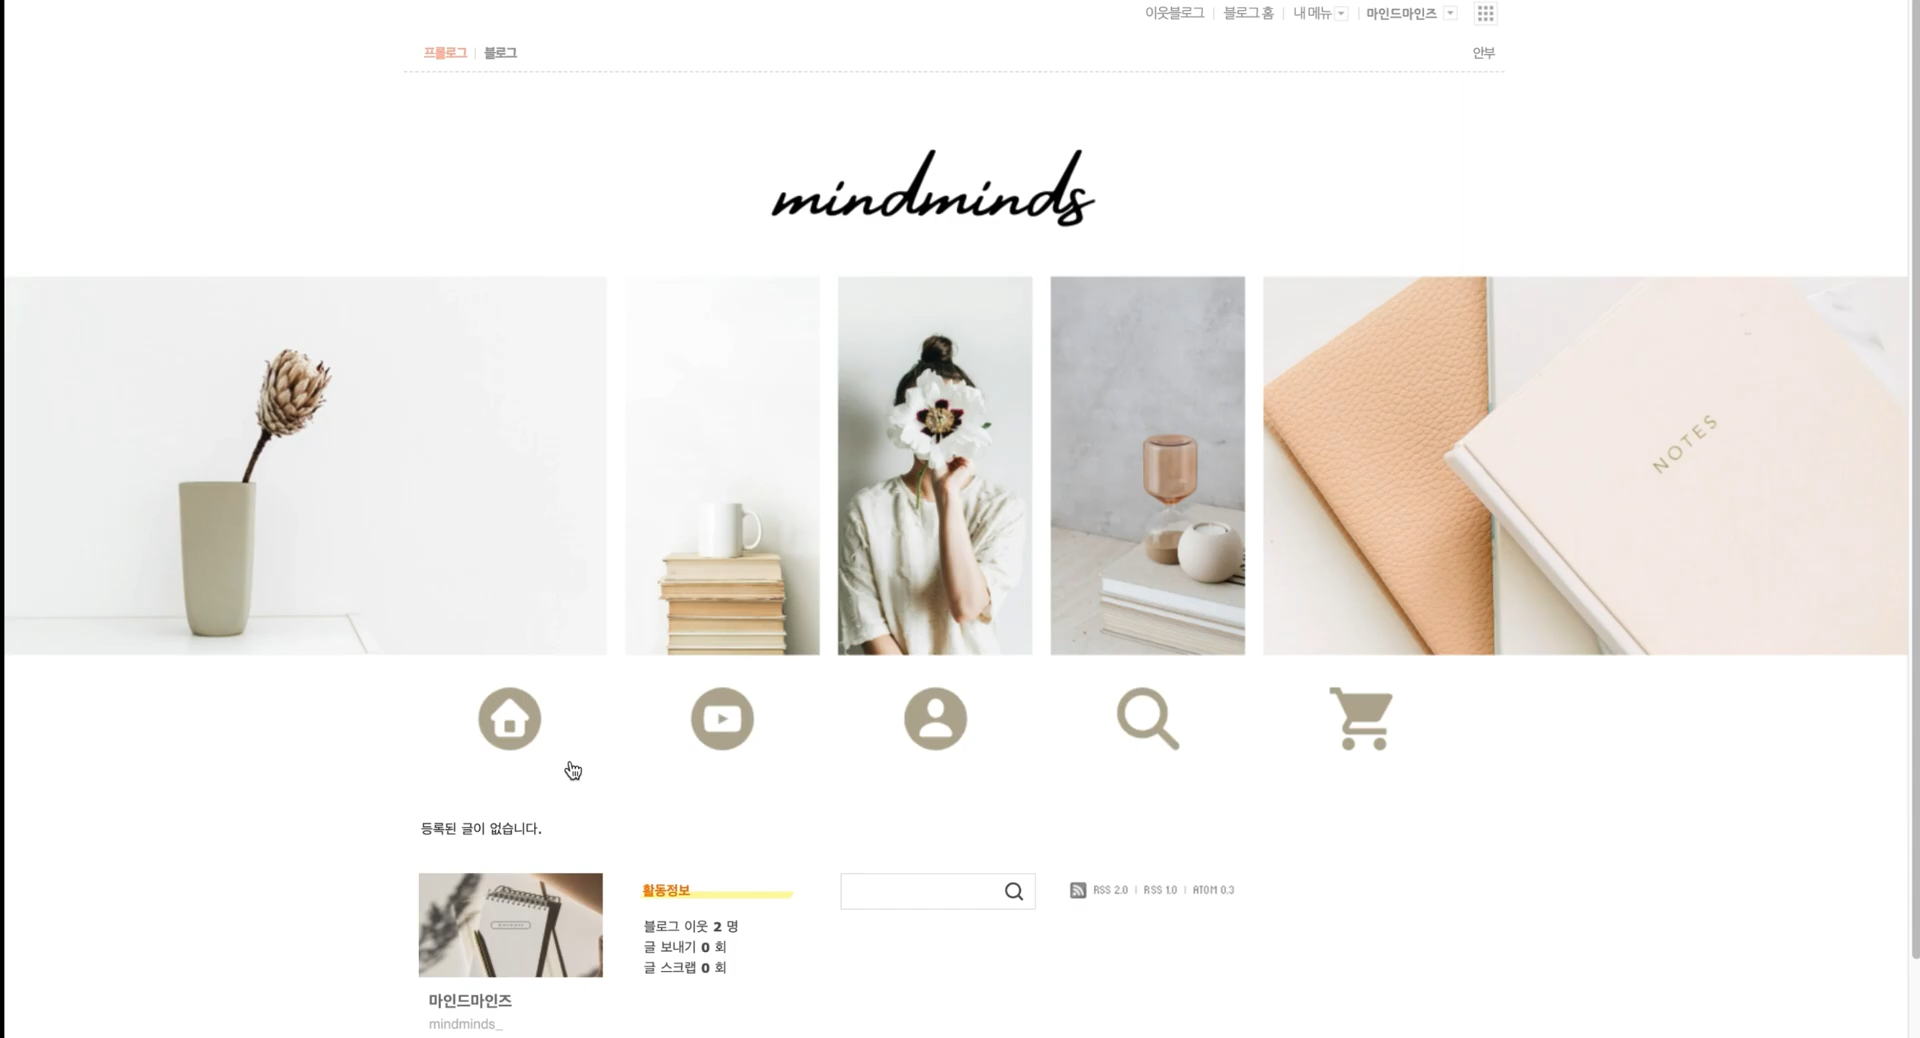 이웃블로그 | 블로그 홈 | 내 메뉴 | 마인드마인즈
프롤로그 | 블로그 안부
mindminds
NOTES
등록된 글이 없습니다.
활동정보
RSS 2.0 | RSS 1.0 | ATOM 0.3
블로그 이웃 2 명
글 보내기 0 회
글 스크랩 0 회
마인드마인즈
mindminds_